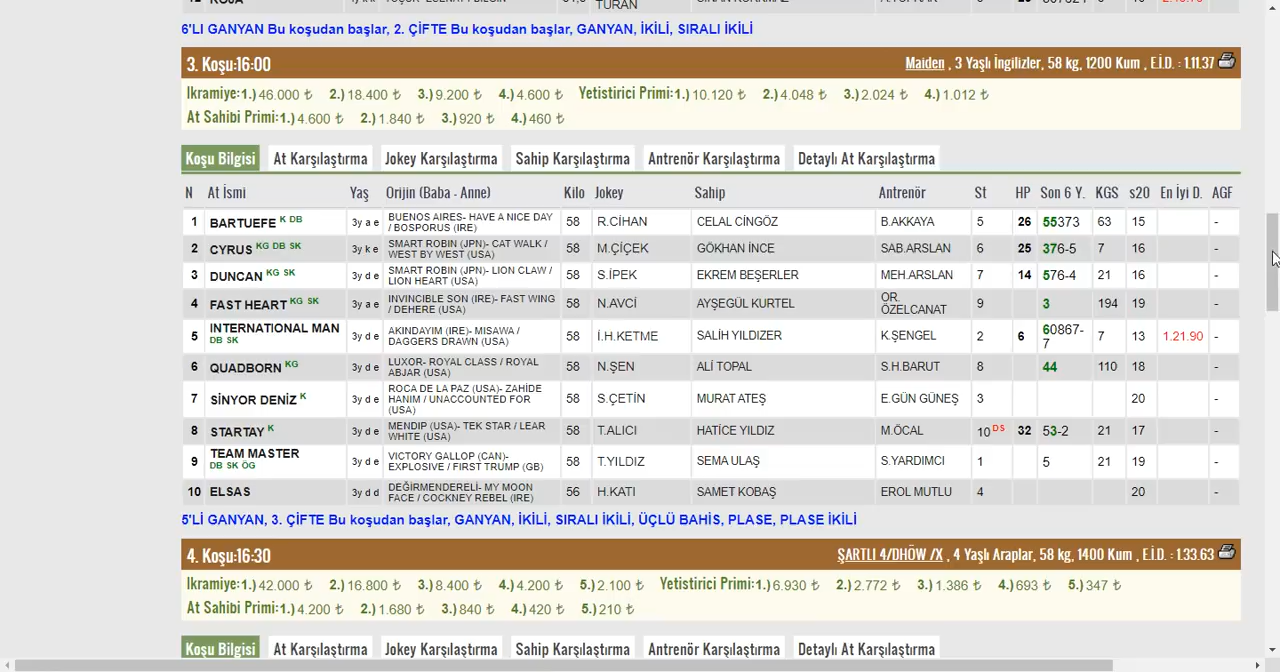 TURAN
6'LI GANYAN Bu koşudan başlar, 2. ÇİFTE Bu koşudan başlar, GANYAN, İKİLİ, SIRALI İKİLİ
3. Koşu:16:00 Maiden , 3 Yaşlı İngilizler, 58 kg, 1200 Kum , E.İ.D. : 1.11.37
Ikramiye:1.) 46.000 ₺ 2.) 18.400 ₺ 3.) 9.200 ₺ 4.) 4.600 ₺ Yetistirici Primi:1.) 10.120 ₺ 2.) 4.048 ₺ 3.) 2.024 ₺ 4.) 1.012 ₺
At Sahibi Primi:1.) 4.600 ₺ 2.) 1.840 ₺ 3.) 920 ₺ 4.) 460 ₺
Koşu Bilgisi At Karşılaştırma Jokey Karşılaştırma Sahip Karşılaştırma Antrenör Karşılaştırma Detaylı At Karşılaştırma
N At İsmi Yaş Orijin (Baba - Anne) Kilo Jokey Sahip Antrenör St HP Son 6 Y. KGS s20 En İyi D. AGF
1 BARTUEFE K DB 3y a e BUENOS AIRES- HAVE A NICE DAY / BOSPORUS (IRE) 58 R.CİHAN CELAL CİNGÖZ B.AKKAYA 5 26 55373 63 15 -
2 CYRUS KG DB SK 3y k e SMART ROBIN (JPN)- CAT WALK / WEST BY WEST (USA) 58 M.ÇİÇEK GÖKHAN İNCE SAB.ARSLAN 6 25 376-5 7 16 -
3 DUNCAN KG SK 3y d e SMART ROBIN (JPN)- LION CLAW / LION HEART (USA) 58 S.İPEK EKREM BEŞERLER MEH.ARSLAN 7 14 576-4 21 16 -
4 FAST HEART KG SK 3y a e INVINCIBLE SON (IRE)- FAST WING / DEHERE (USA) 58 N.AVCİ AYŞEGÜL KURTEL OR. ÖZELCANAT 9 3 194 19 -
5 INTERNATIONAL MAN DB SK 3y d e AKINDAYIM (IRE)- MISAWA / DAGGERS DRAWN (USA) 58 İ.H.KETME SALİH YILDIZER K.ŞENGEL 2 6 60867-7 7 13 1.21.90 -
6 QUADBORN KG 3y d e LUXOR- ROYAL CLASS / ROYAL ABJAR (USA) 58 N.ŞEN ALİ TOPAL S.H.BARUT 8 44 110 18 -
7 SİNYOR DENİZ K 3y d e ROCA DE LA PAZ (USA)- ZAHİDE HANIM / UNACCOUNTED FOR (USA) 58 S.ÇETİN MURAT ATEŞ E.GÜN GÜNEŞ 3 20 -
8 STARTAY K 3y d e MENDIP (USA)- TEK STAR / LEAR WHITE (USA) 58 T.ALICI HATİCE YILDIZ M.ÖCAL 10 DS 32 53-2 21 17 -
9 TEAM MASTER DB SK ÖG 3y d e VICTORY GALLOP (CAN)- EXPLOSIVE / FIRST TRUMP (GB) 58 T.YILDIZ SEMA ULAŞ S.YARDIMCI 1 5 21 19 -
10 ELSAS 3y d d DEĞİRMENDERELİ- MY MOON FACE / COCKNEY REBEL (IRE) 56 H.KATI SAMET KOBAŞ EROL MUTLU 4 20 -
5'Lİ GANYAN, 3. ÇİFTE Bu koşudan başlar, GANYAN, İKİLİ, SIRALI İKİLİ, ÜÇLÜ BAHİS, PLASE, PLASE İKİLİ
4. Koşu:16:30 ŞARTLI 4/DHÖW /X , 4 Yaşlı Araplar, 58 kg, 1400 Kum , E.İ.D. : 1.33.63
Ikramiye:1.) 42.000 ₺ 2.) 16.800 ₺ 3.) 8.400 ₺ 4.) 4.200 ₺ 5.) 2.100 ₺ Yetistirici Primi:1.) 6.930 ₺ 2.) 2.772 ₺ 3.) 1.386 ₺ 4.) 693 ₺ 5.) 347 ₺
At Sahibi Primi:1.) 4.200 ₺ 2.) 1.680 ₺ 3.) 840 ₺ 4.) 420 ₺ 5.) 210 ₺
Koşu Bilgisi At Karşılaştırma Jokey Karşılaştırma Sahip Karşılaştırma Antrenör Karşılaştırma Detaylı At Karşılaştırma